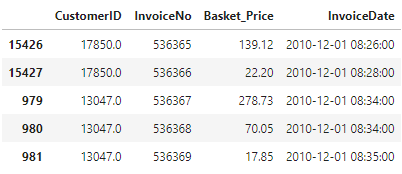 CustomerID InvoiceNo Basket_Price InvoiceDate
15426 17850.0 536365 139.12 2010-12-01 08:26:00
15427 17850.0 536366 22.20 2010-12-01 08:28:00
979 13047.0 536367 278.73 2010-12-01 08:34:00
980 13047.0 536368 70.05 2010-12-01 08:34:00
981 13047.0 536369 17.85 2010-12-01 08:35:00